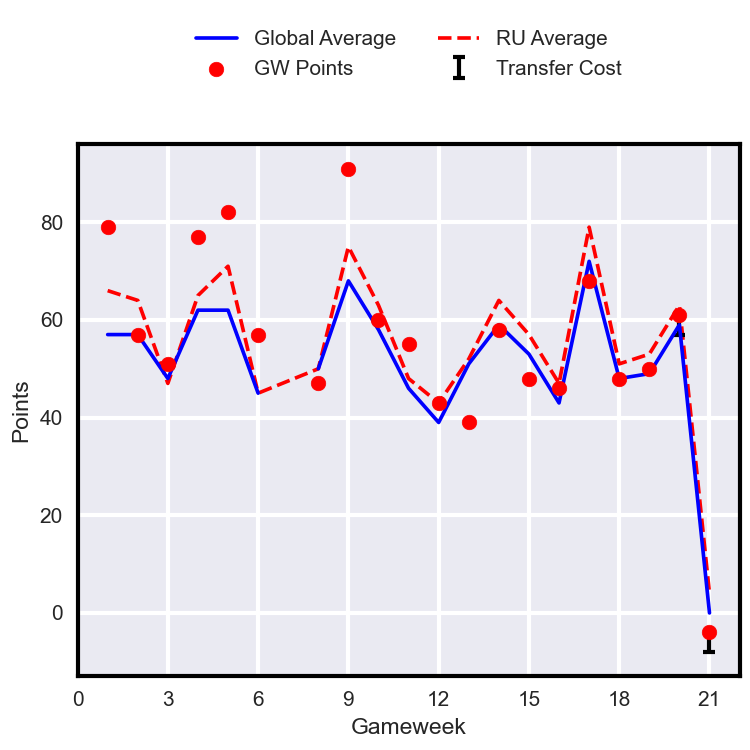 Global Average
RU Average
GW Points
Transfer Cost
80
60
40
20
0
Points
0 3 6 9 12 15 18 21
Gameweek